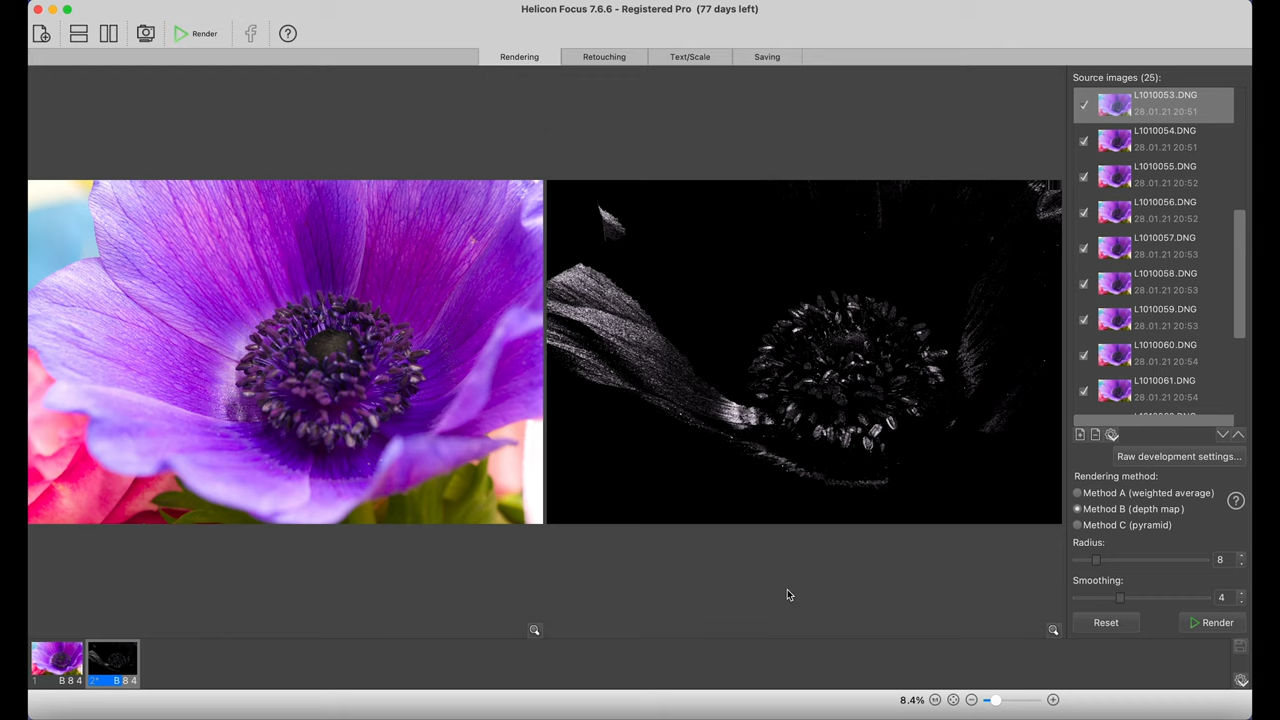 Helicon Focus 7.6.6 - Registered Pro (77 days left)
Render
Rendering
Retouching
Text/Scale
Saving
Source images (25):
L1010053.DNG
28.01.21 20:51
L1010054.DNG
28.01.21 20:51
L1010055.DNG
28.01.21 20:52
L1010056.DNG
28.01.21 20:52
L1010057.DNG
28.01.21 20:53
L1010058.DNG
28.01.21 20:53
L1010059.DNG
28.01.21 20:53
L1010060.DNG
28.01.21 20:54
L1010061.DNG
28.01.21 20:54
Raw development settings...
Rendering method:
Method A (weighted average)
Method B (depth map)
Method C (pyramid)
Radius:
8
Smoothing:
4
Reset
Render
1 B 8 4
2* B 8 4
8.4%